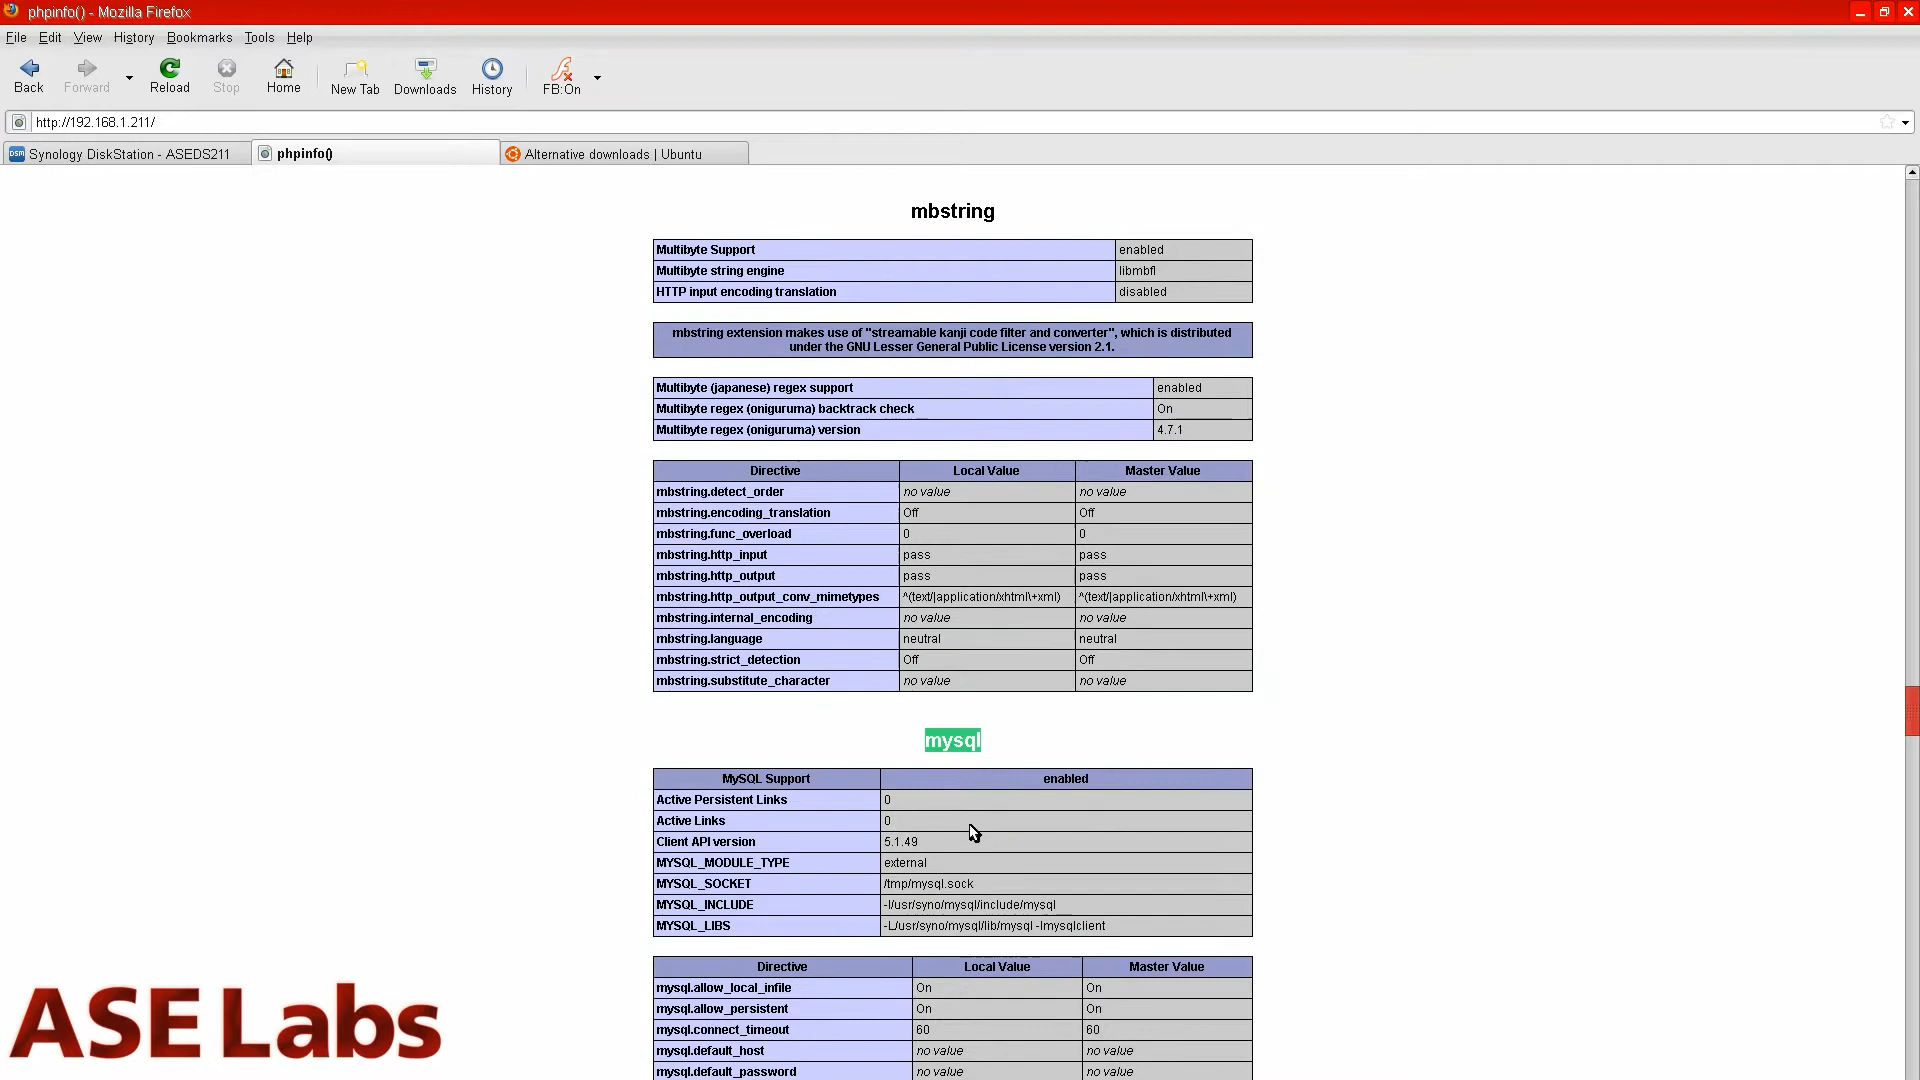 phpinfo() - Mozilla Firefox
File Edit View History Bookmarks Tools Help
Back Forward Reload Stop Home New Tab Downloads History FB:On
http://192.168.1.211/
DSM Synology DiskStation - ASEDS211 phpinfo() Alternative downloads | Ubuntu
mbstring
Multibyte Support enabled
Multibyte string engine libmbfl
HTTP input encoding translation disabled
mbstring extension makes use of "streamable kanji code filter and converter", which is distributed
under the GNU Lesser General Public License version 2.1.
Multibyte (japanese) regex support enabled
Multibyte regex (oniguruma) backtrack check On
Multibyte regex (oniguruma) version 4.7.1
Directive Local Value Master Value
mbstring.detect_order no value no value
mbstring.encoding_translation Off Off
mbstring.func_overload 0 0
mbstring.http_input pass pass
mbstring.http_output pass pass
mbstring.http_output_conv_mimetypes ^(text/|application/xhtml\+xml) ^(text/|application/xhtml\+xml)
mbstring.internal_encoding no value no value
mbstring.language neutral neutral
mbstring.strict_detection Off Off
mbstring.substitute_character no value no value
mysql
MySQL Support enabled
Active Persistent Links 0
Active Links 0
Client API version 5.1.49
MYSQL_MODULE_TYPE external
MYSQL_SOCKET /tmp/mysql.sock
MYSQL_INCLUDE -I/usr/syno/mysql/include/mysql
MYSQL_LIBS -L/usr/syno/mysql/lib/mysql -lmysqlclient
Directive Local Value Master Value
mysql.allow_local_infile On On
mysql.allow_persistent On On
mysql.connect_timeout 60 60
mysql.default_host no value no value
mysql.default_password no value no value
ASE Labs